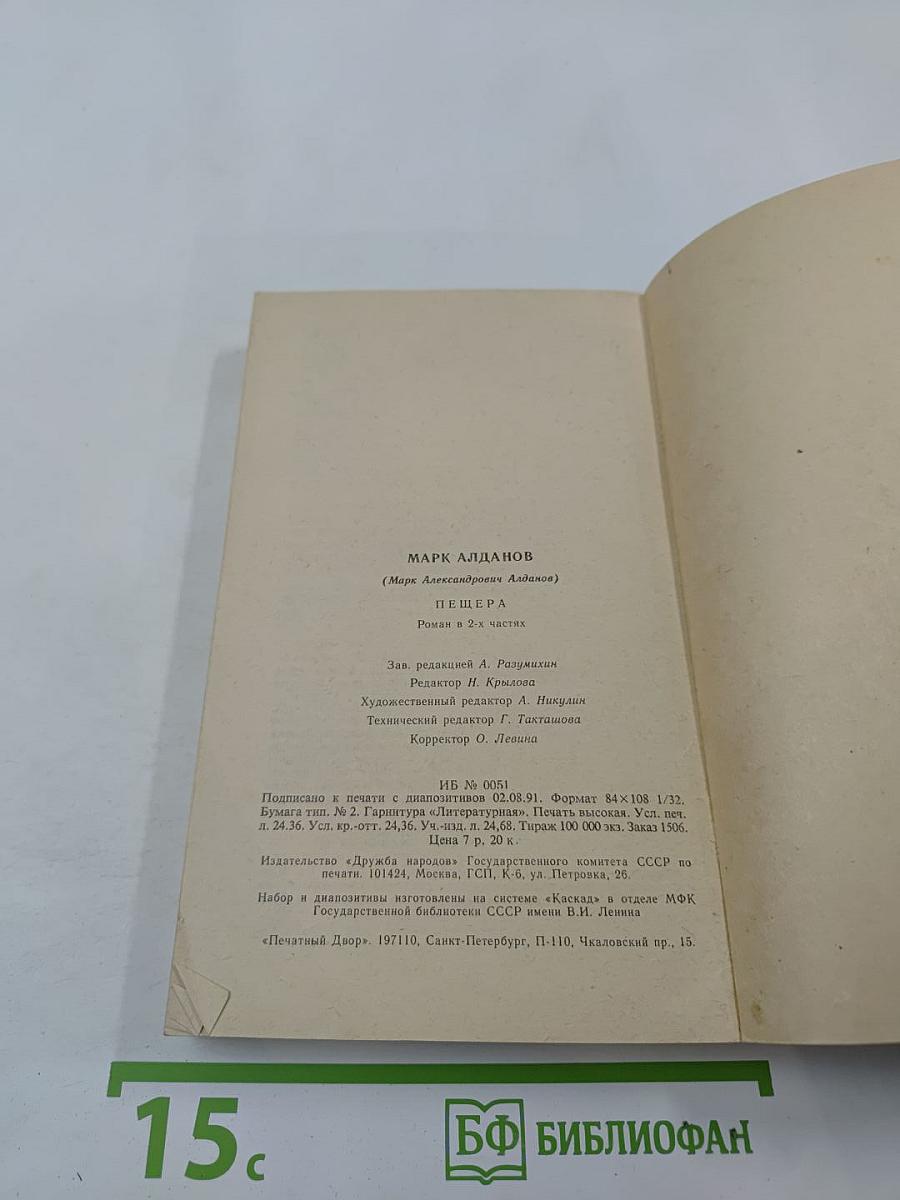 МАРК АЛДАНОВ
(Марк Александрович Алданов)
ПЕЩЕРА
Роман в 2-х частях
Зав. редакцией А. Разумихин
Редактор Н. Крылова
Художественный редактор А. Никулин
Технический редактор Г. Такташова
Корректор О. Левина
ИБ № 0051
Подписано к печати с диапозитивов 02.08.91. Формат 84×108 1/32.
Бумага тип. № 2. Гарнитура «Литературная». Печать высокая. Усл. печ.
л. 24.36. Усл. кр.-отт. 24,36. Уч.-изд. л. 24,68. Тираж 100 000 экз. Заказ 1506.
Цена 7 р, 20 к.
Издательство «Дружба народов» Государственного комитета СССР по
печати. 101424, Москва, ГСП, К-6, ул. Петровка, 26.
Набор и диапозитивы изготовлены на системе «Каскад» в отделе МФК
Государственной библиотеки СССР имени В.И. Ленина
«Печатный Двор». 197110, Санкт-Петербург, П-110, Чкаловский пр., 15.
15 с
БФ БИБЛИОФАН